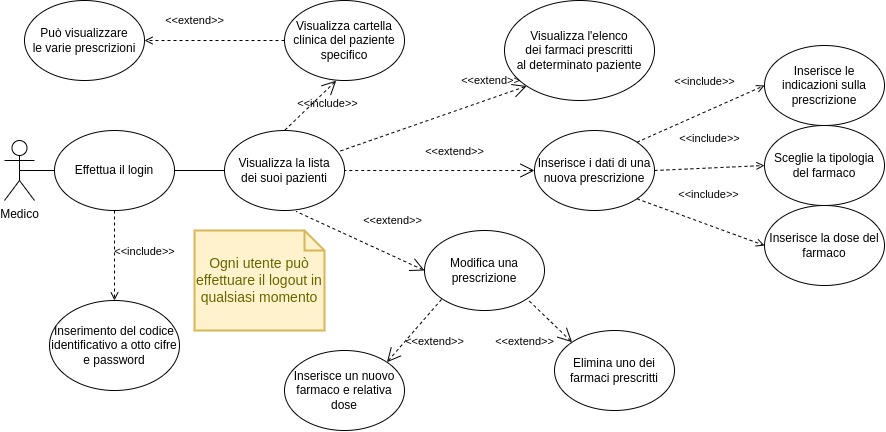 Può visualizzare
le varie prescrizioni
<<extend>>
Visualizza cartella
clinica del paziente
specifico
Visualizza l'elenco
dei farmaci prescritti
al determinato paziente
<<extend>>
<<include>>
<<include>>
Inserisce le
indicazioni sulla
prescrizione
Medico
Effettua il login
Visualizza la lista
dei suoi pazienti
<<extend>>
Inserisce i dati di una
nuova prescrizione
<<include>>
Sceglie la tipologia
del farmaco
<<include>>
Inserisce la dose del
farmaco
<<extend>>
<<include>>
Ogni utente può
effettuare il logout in
qualsiasi momento
Modifica una
prescrizione
Inserimento del codice
identificativo a otto cifre
e password
<<extend>>
<<extend>>
Inserisce un nuovo
farmaco e relativa
dose
Elimina uno dei
farmaci prescritti